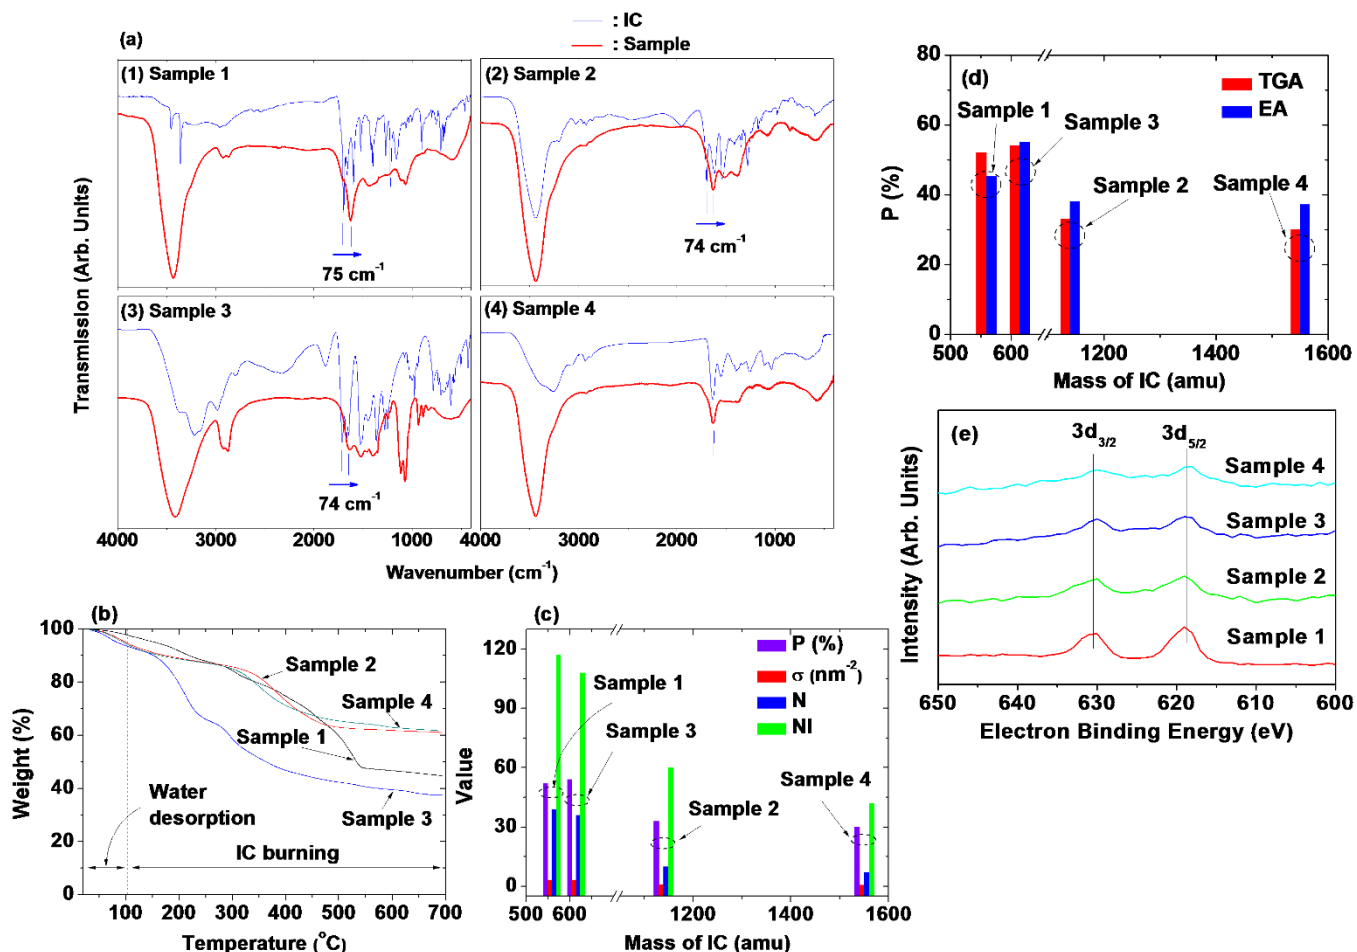 (a)
: IC
: Sample
(1) Sample 1
(2) Sample 2
75 cm-1
74 cm-1
(3) Sample 3
(4) Sample 4
74 cm-1
Transmission (Arb. Units)
4000 3000 2000 1000 4000 3000 2000 1000
Wavenumber (cm-1)
(d)
TGA
EA
Sample 1
Sample 3
Sample 2
Sample 4
P (%)
80
60
40
20
0
500 600 1200 1400 1600
Mass of IC (amu)
(e)
3d3/2
3d5/2
Sample 4
Sample 3
Sample 2
Sample 1
Intensity (Arb. Units)
650 640 630 620 610 600
Electron Binding Energy (eV)
(b)
Sample 2
Sample 4
Sample 1
Sample 3
Water
desorption
IC burning
Weight (%)
100
80
60
40
20
0
100 200 300 400 500 600 700
Temperature (oC)
(c)
P (%)
σ (nm-2)
N
NI
Sample 1
Sample 3
Sample 2
Sample 4
Value
120
90
60
30
0
500 600 1200 1400 1600
Mass of IC (amu)